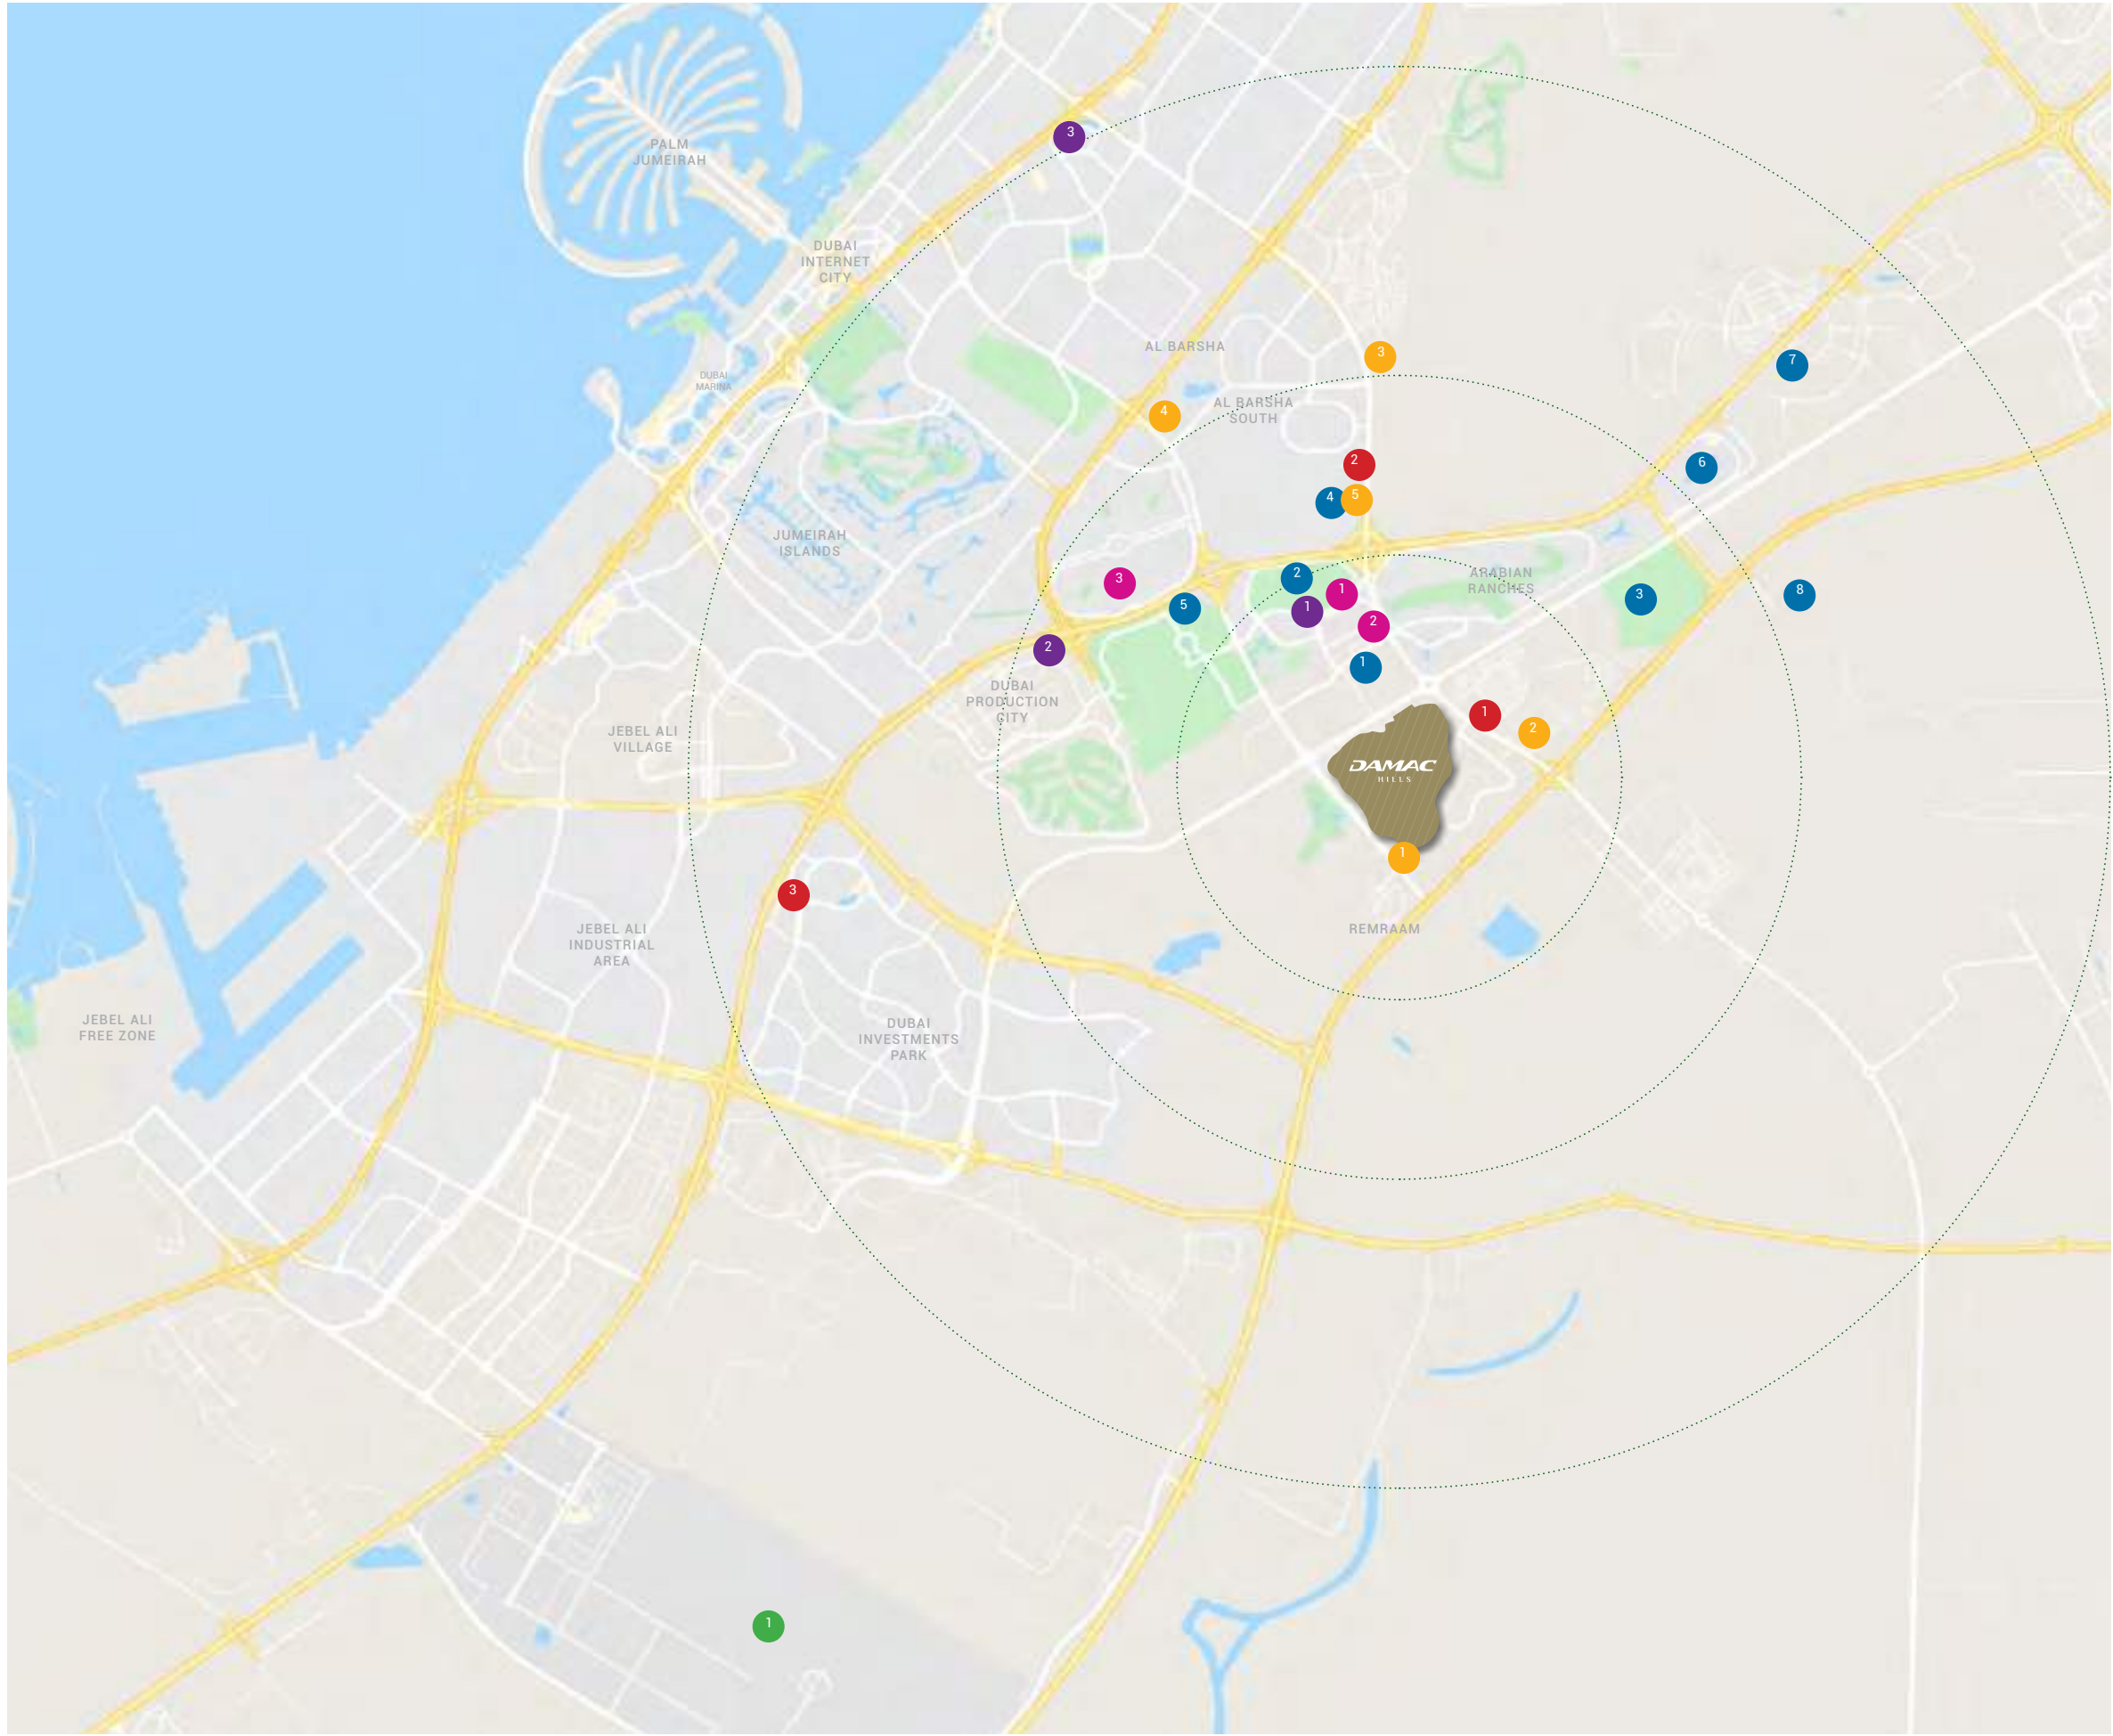 3
PALM
JUMEIRAH
DUBAI
INTERNET
CITY
AL BARSHA
3
7
DUBAI
MARINA
4
AL BARSHA
SOUTH
2
6
4
5
JUMEIRAH
ISLANDS
3
2
1
ARABIAN
RANCHES
3
8
5
1
2
2
1
DUBAI
PRODUCTION
CITY
1
2
JEBEL ALI
VILLAGE
DAMAC
HILLS
1
3
REMRAAM
JEBEL ALI
INDUSTRIAL
AREA
JEBEL ALI
FREE ZONE
DUBAI
INVESTMENTS
PARK
1